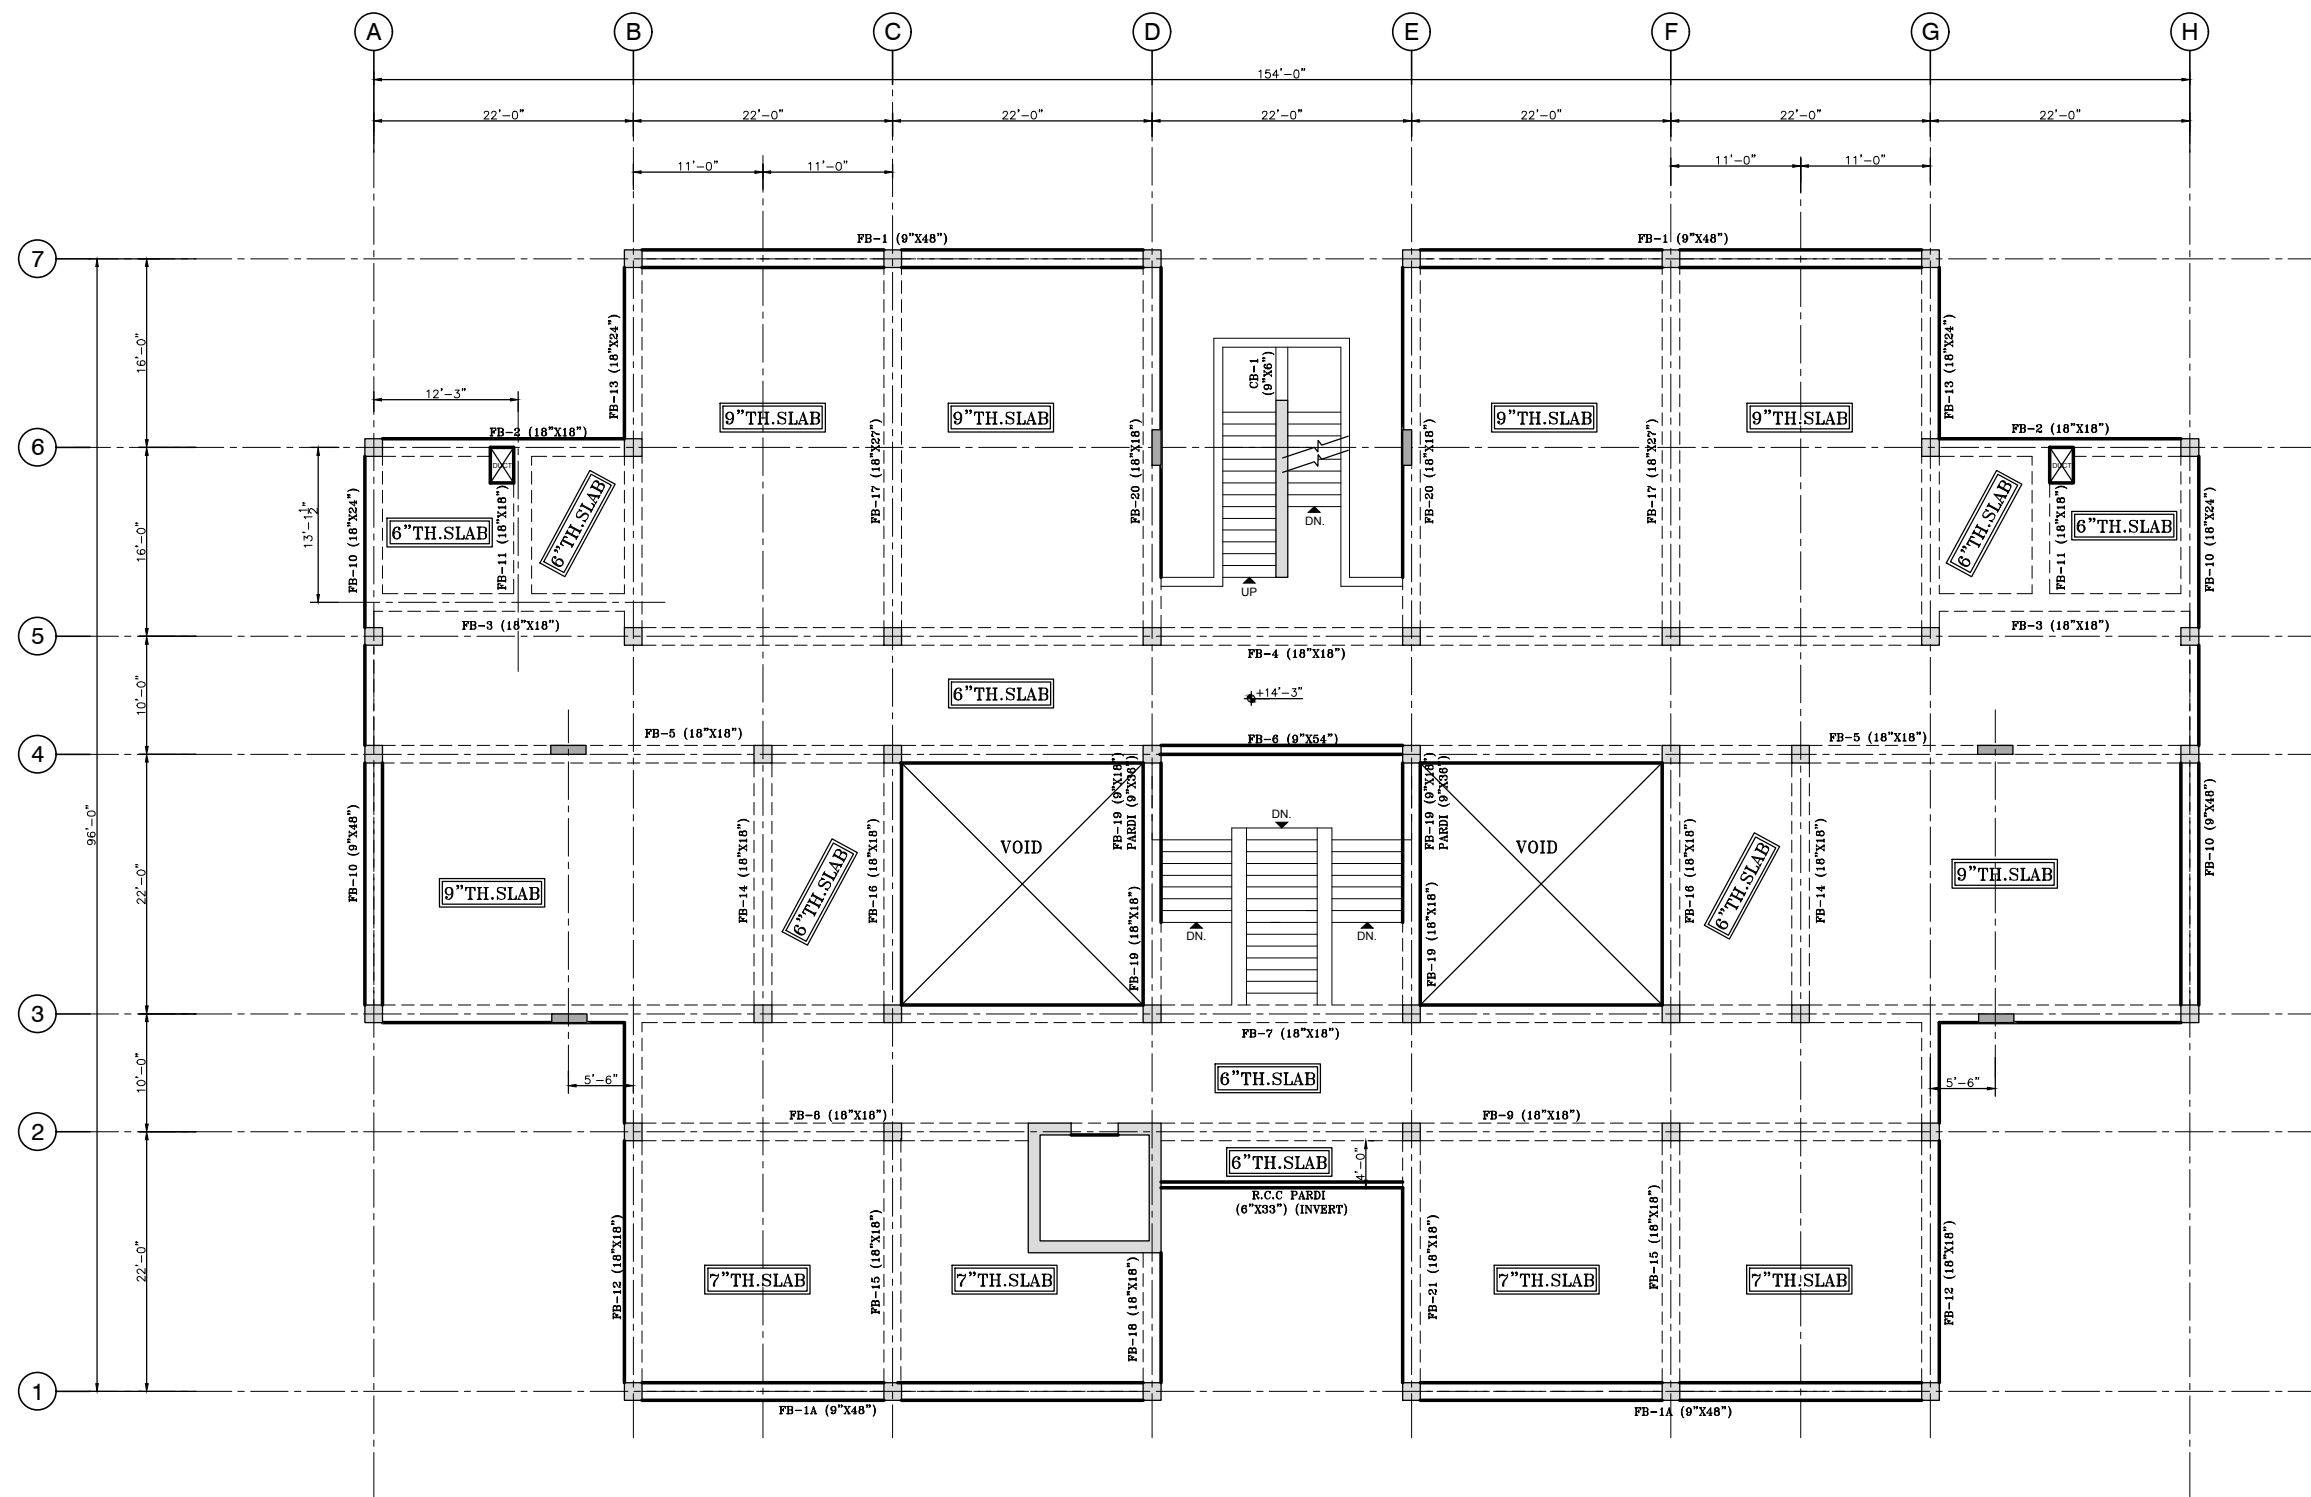 A B C D E F G H
154'-0"
22'-0" 22'-0" 22'-0" 22'-0" 22'-0" 22'-0" 22'-0"
11'-0" 11'-0" 11'-0" 11'-0"
FB-1 (9"X48") FB-1 (9"X48")
7
16'-0"
FB-13 (18"X24")
CB-1
(9"X6")
FB-13 (18"X24")
12'-3"
9"TH.SLAB 9"TH.SLAB 9"TH.SLAB 9"TH.SLAB
FB-2 (18"X18") FB-2 (18"X18")
6
DUCT DUCT
FB-17 (18"X27") FB-20 (18"X18") FB-20 (18"X18") FB-17 (18"X27")
13'-1½"
16'-0"
FB-10 (18"X24")
6"TH.SLAB
FB-11 (18"X18")
6"TH.SLAB
DN.
6"TH.SLAB
FB-11 (18"X18")
6"TH.SLAB
FB-10 (18"X24")
UP
FB-3 (18"X18") FB-3 (18"X18")
5
FB-4 (18"X18")
10'-0"
6"TH.SLAB
+14'-3"
FB-5 (18"X18") FB-6 (9"X54") FB-5 (18"X18")
4
96'-0"
FB-19 (9"X18")
PARDI (9"X36")
FB-19 (9"X18")
PARDI (9"X36")
DN.
VOID VOID
22'-0"
FB-10 (9"X48")
9"TH.SLAB
FB-14 (18"X18")
6"TH.SLAB
FB-16 (18"X18")
FB-19 (18"X18")
DN. DN.
FB-19 (18"X18")
FB-16 (18"X18")
6"TH.SLAB
FB-14 (18"X18")
9"TH.SLAB
FB-10 (9"X48")
3
FB-7 (18"X18")
10'-0"
5'-6"
6"TH.SLAB
5'-6"
FB-8 (18"X18") FB-9 (18"X18")
2
6"TH.SLAB
4'-0"
R.C.C PARDI
(6"X33") (INVERT)
22'-0"
FB-12 (18"X18")
7"TH.SLAB
FB-15 (18"X18")
7"TH.SLAB
FB-18 (18"X18")
FB-21 (18"X18")
7"TH.SLAB
FB-15 (18"X18")
7"TH.SLAB
FB-12 (18"X18")
1
FB-1A (9"X48") FB-1A (9"X48")